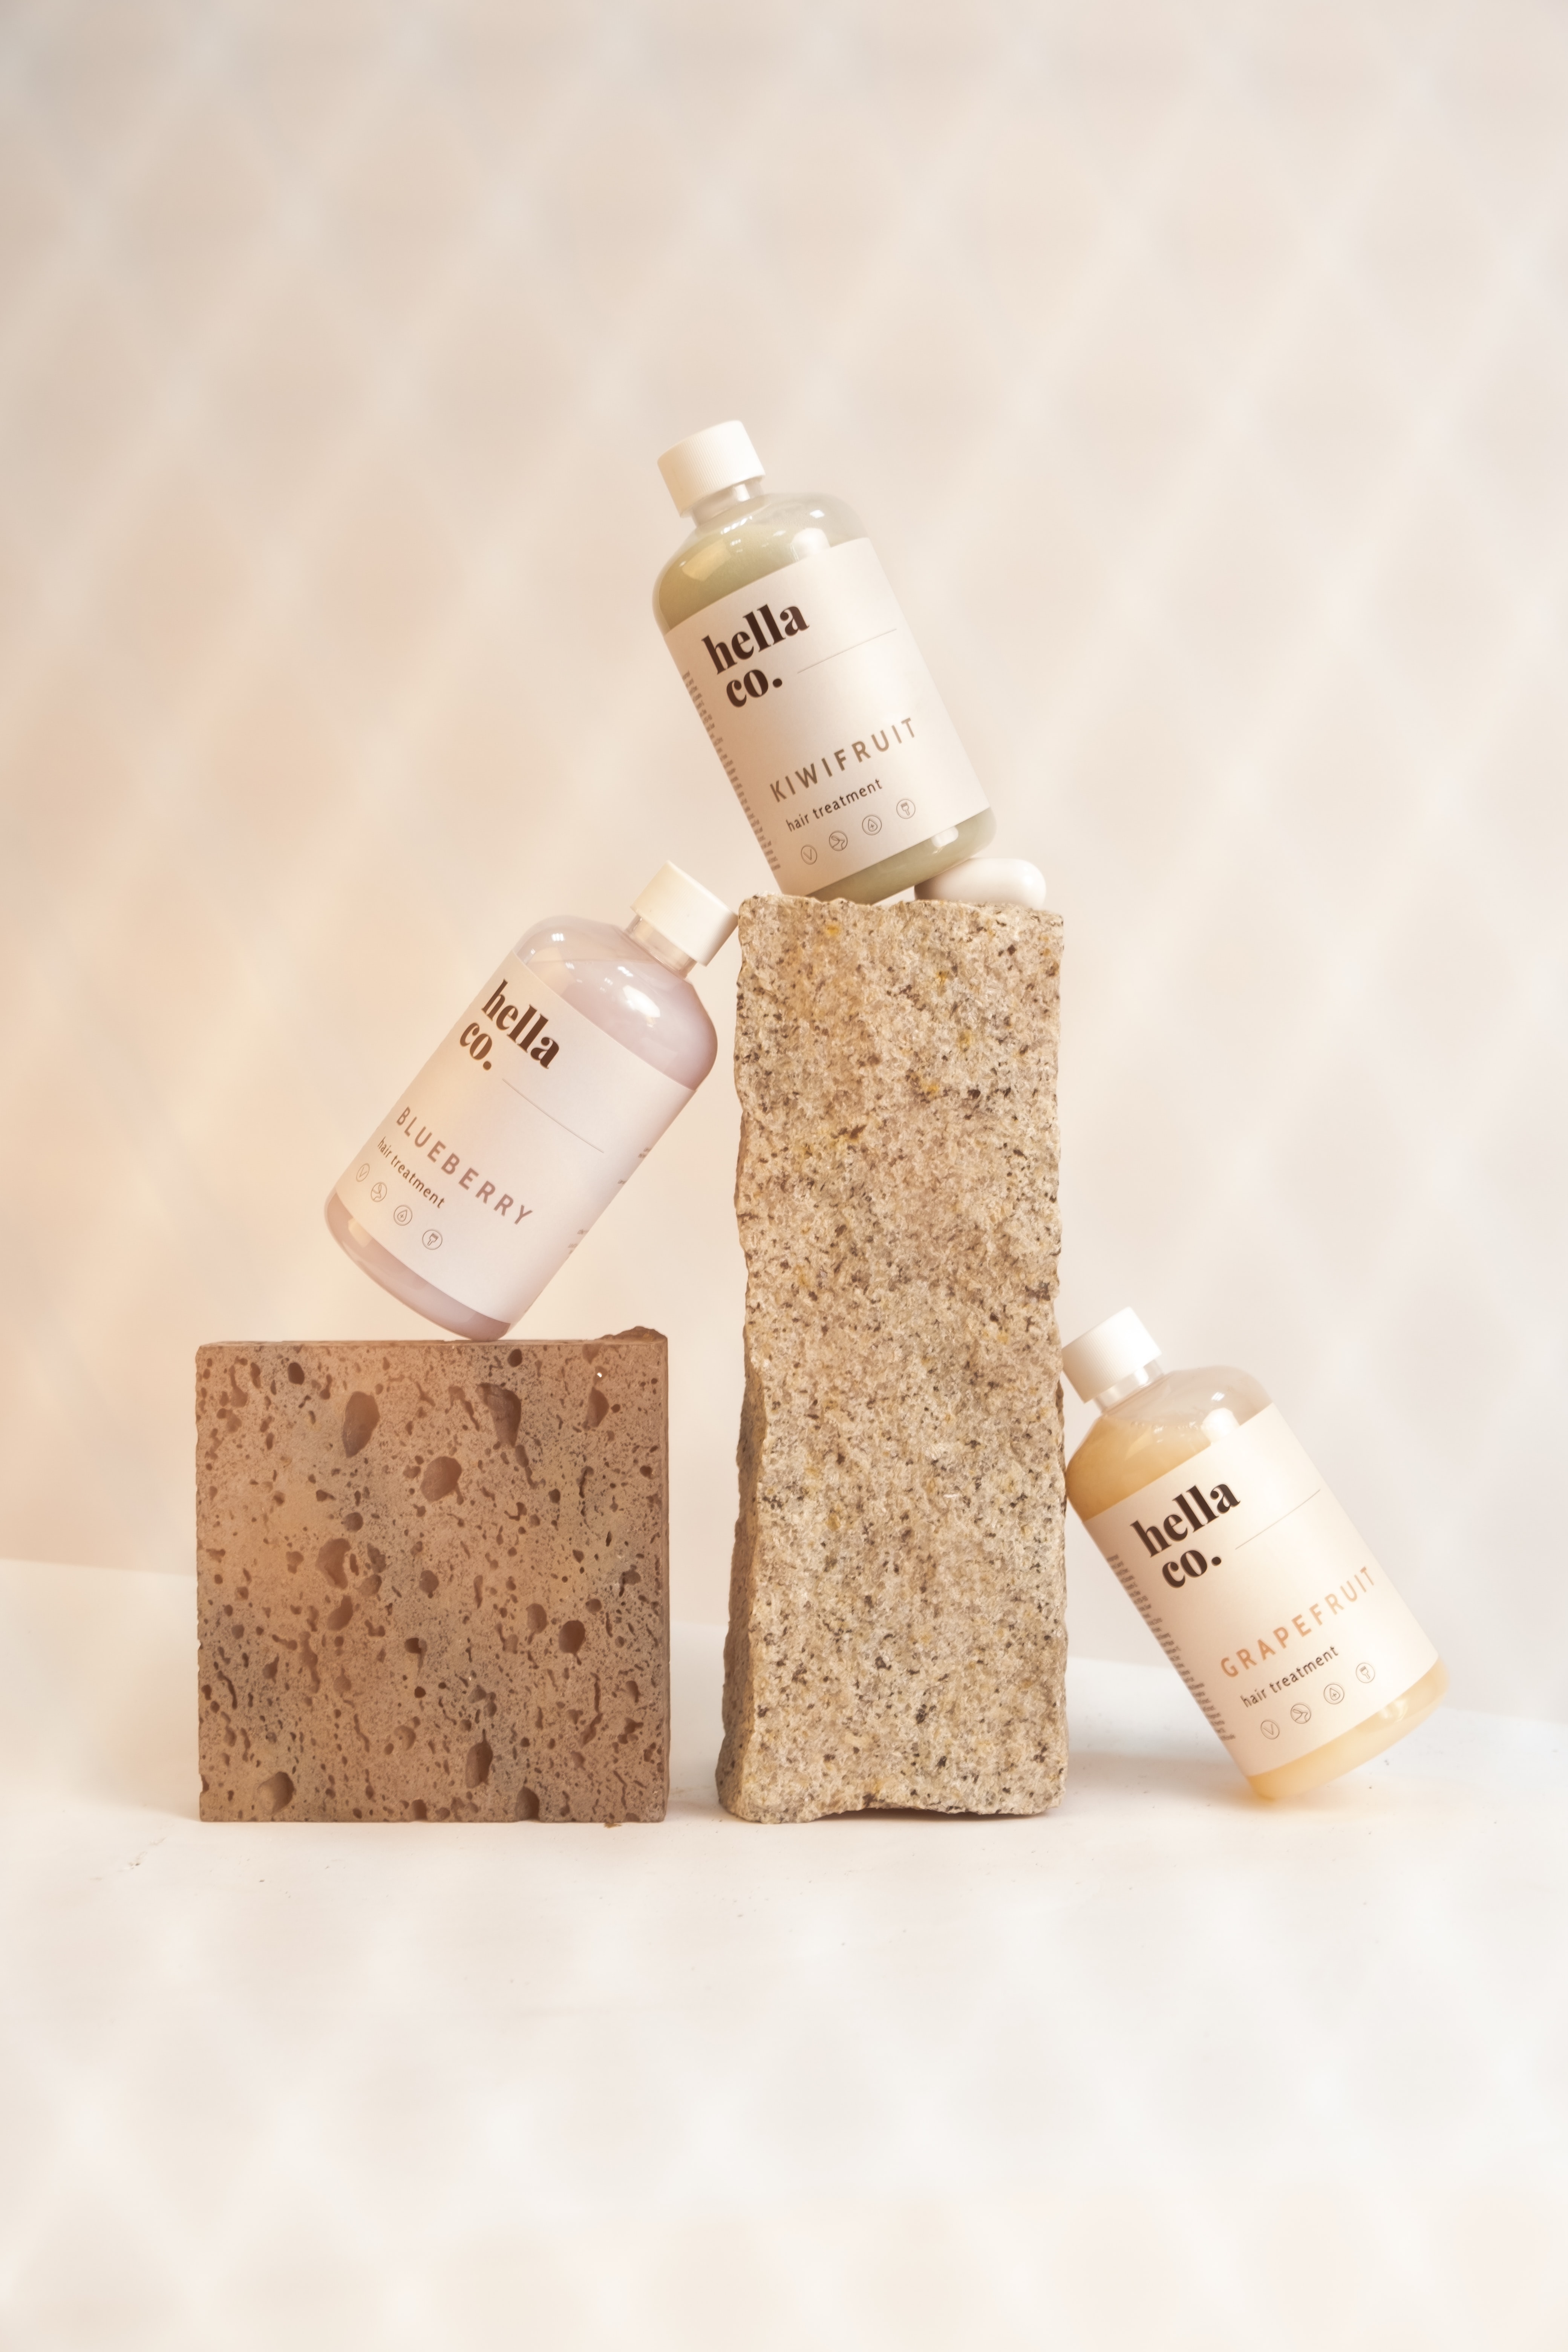 hella
co.
KIWIFRUIT
hair treatment
hella
co.
BLUEBERRY
hair treatment
hella
co.
GRAPEFRUIT
hair treatment